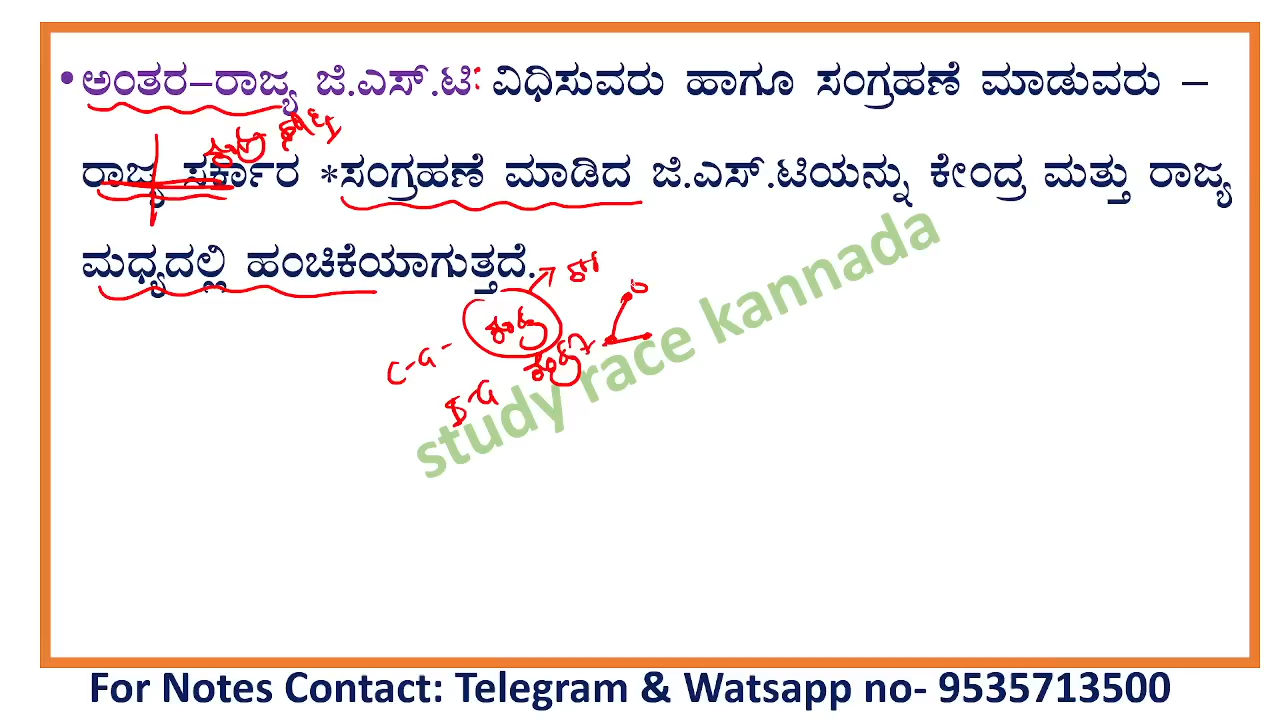 • ಅಂತರ–ರಾಜ್ಯ ಜಿ.ಎಸ್.ಟಿ: ವಿಧಿಸುವರು ಹಾಗೂ ಸಂಗ್ರಹಣೆ ಮಾಡುವರು –
ರಾಜ್ಯ ಸರ್ಕಾರ *ಸಂಗ್ರಹಣೆ ಮಾಡಿದ ಜಿ.ಎಸ್.ಟಿಯನ್ನು ಕೇಂದ್ರ ಮತ್ತು ರಾಜ್ಯ
ಮಧ್ಯದಲ್ಲಿ ಹಂಚಿಕೆಯಾಗುತ್ತದೆ.
C-G -
study race kannada
For Notes Contact: Telegram & Watsapp no- 9535713500